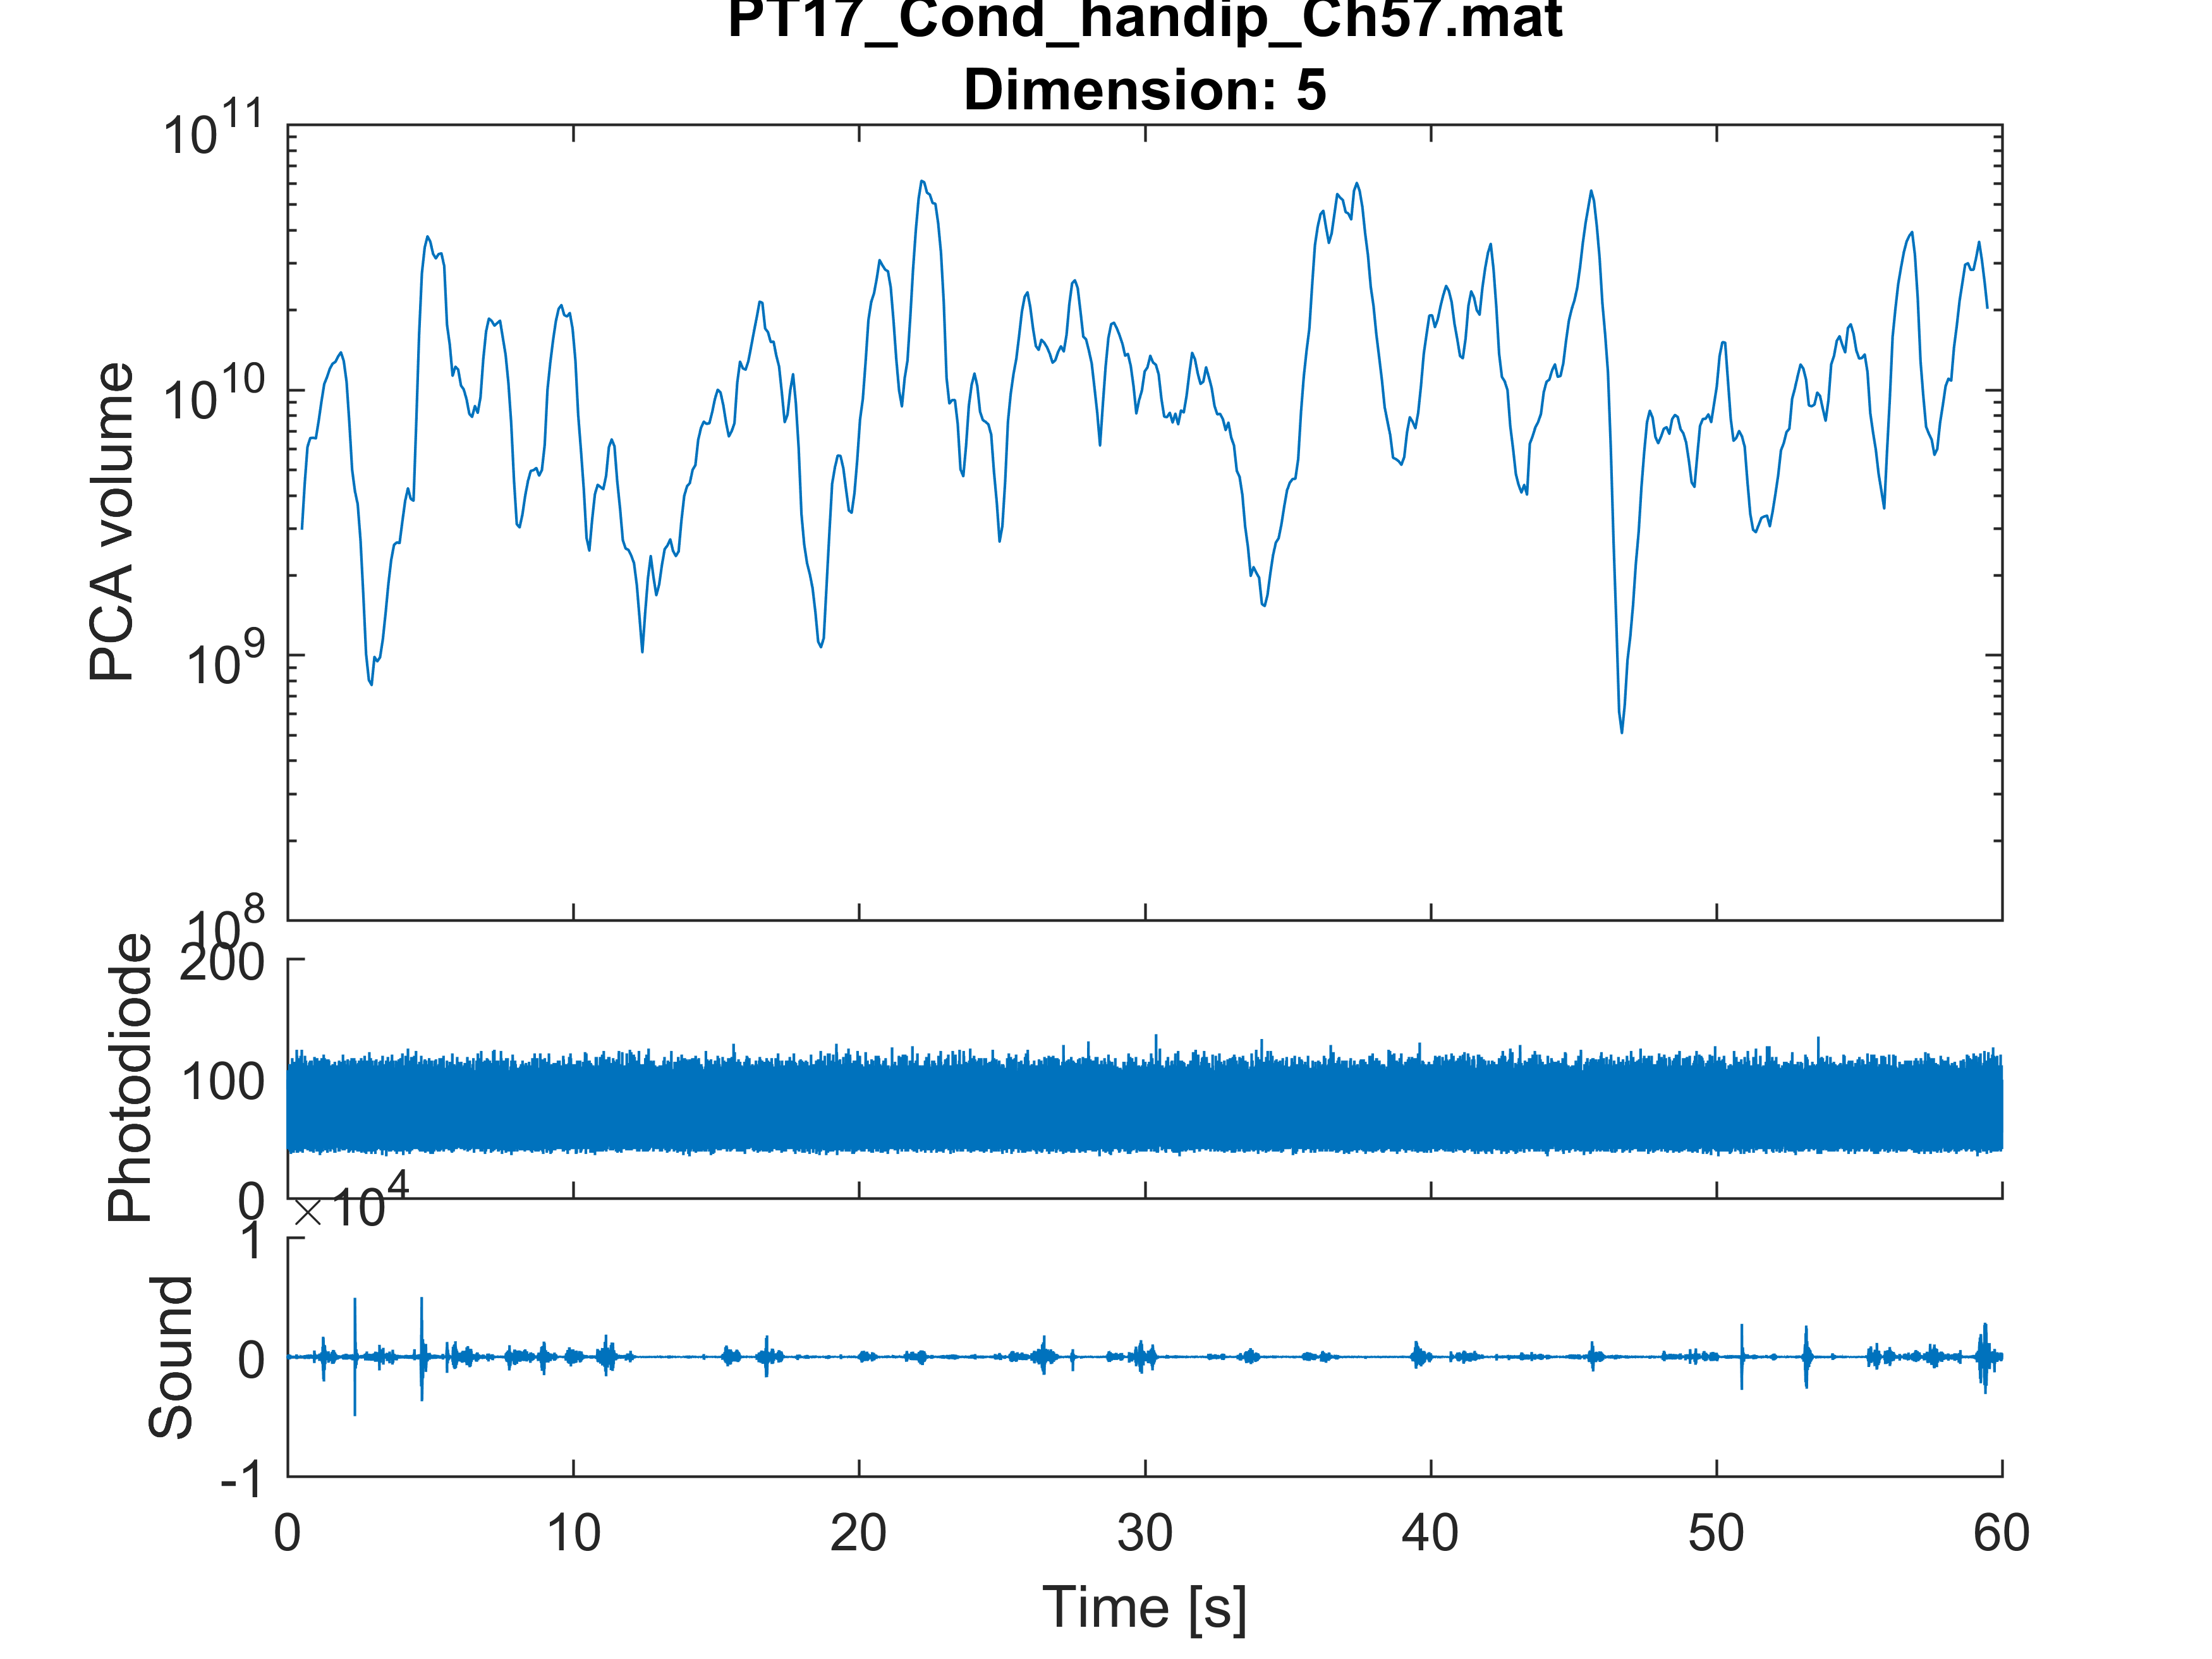 PT17_Cond_handip_Ch57.mat
Dimension: 5
PCA volume
10^11
10^10
10^9
10^8
Photodiode
200
100
0
×10^4
Sound
1
0
-1
0 10 20 30 40 50 60
Time [s]